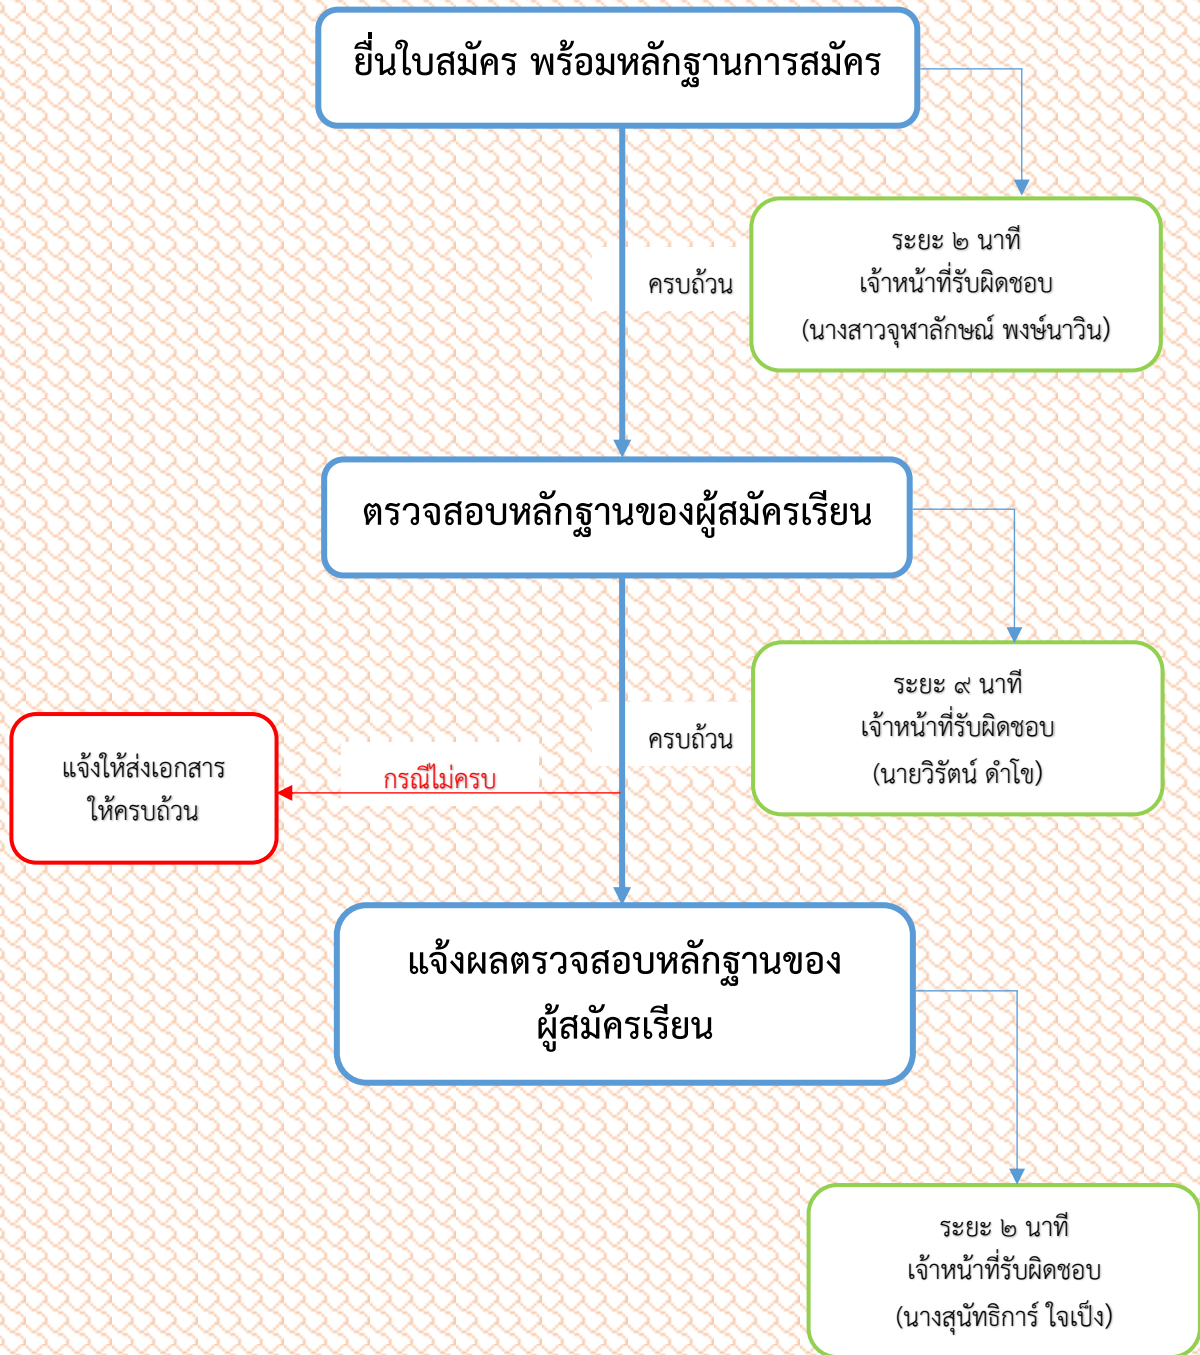 ยื่นใบสมัคร พร้อมหลักฐานการสมัคร
ระยะ ๒ นาที
เจ้าหน้าที่รับผิดชอบ
(นางสาวจุฬาลักษณ์ พงษ์นาวิน)
ครบถ้วน
ตรวจสอบหลักฐานของผู้สมัครเรียน
ระยะ ๙ นาที
เจ้าหน้าที่รับผิดชอบ
(นายวิรัตน์ ดำโข)
ครบถ้วน
กรณีไม่ครบ
แจ้งให้ส่งเอกสาร
ให้ครบถ้วน
แจ้งผลตรวจสอบหลักฐานของ
ผู้สมัครเรียน
ระยะ ๒ นาที
เจ้าหน้าที่รับผิดชอบ
(นางสุนัทธิการ์ ใจเป็ง)